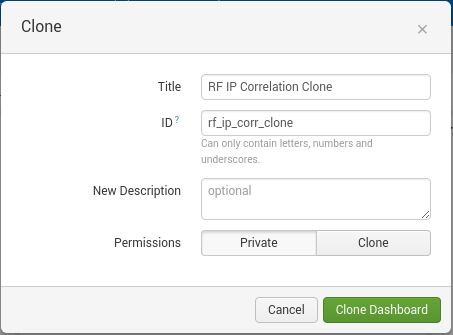 Clone ×
Title RF IP Correlation Clone
ID ? rf_ip_corr_clone
Can only contain letters, numbers and
underscores.
New Description optional
Permissions Private Clone
Cancel Clone Dashboard